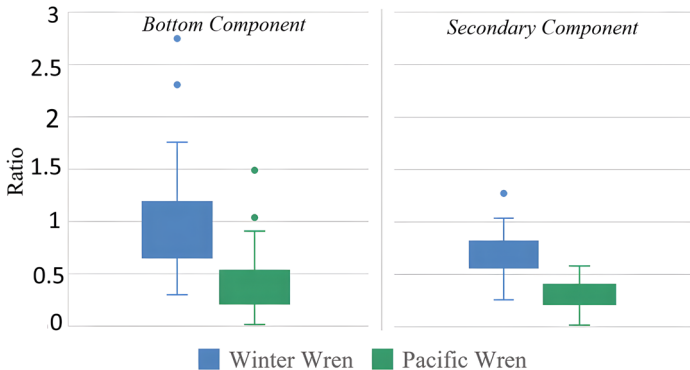 Bottom Component
Secondary Component
Ratio
3
2.5
2
1.5
1
0.5
0
Winter Wren
Pacific Wren